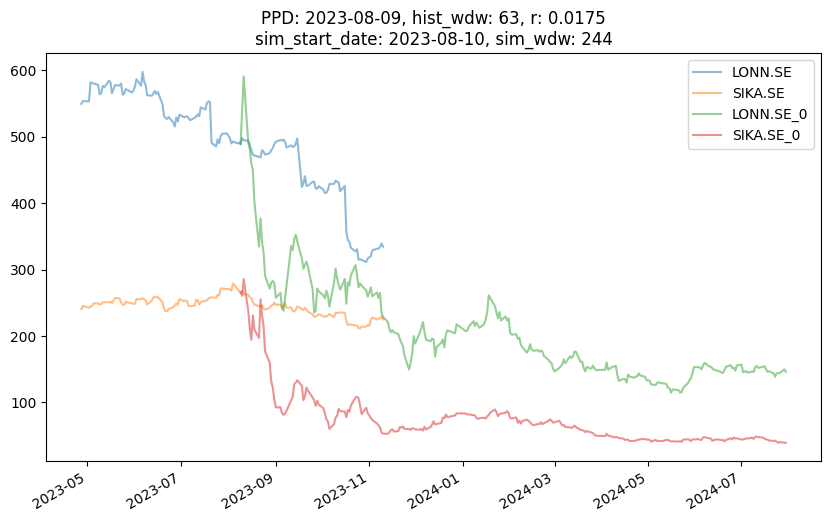 PPD: 2023-08-09, hist_wdw: 63, r: 0.0175
sim_start_date: 2023-08-10, sim_wdw: 244
LONN.SE
SIKA.SE
LONN.SE_0
SIKA.SE_0
600
500
400
300
200
100
2023-05
2023-07
2023-09
2023-11
2024-01
2024-03
2024-05
2024-07